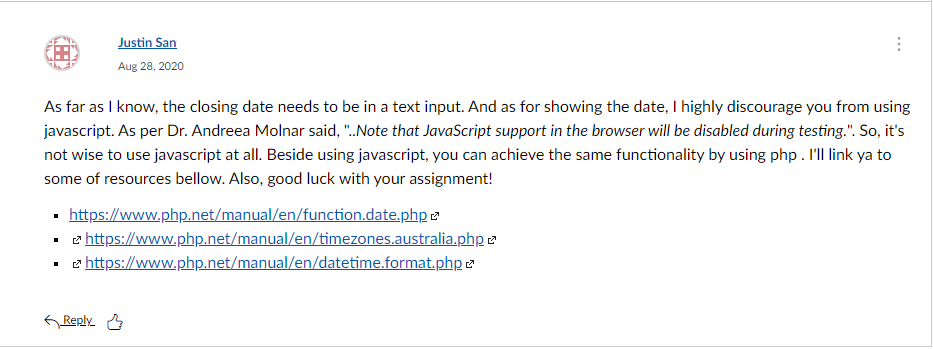 Justin San
Aug 28, 2020
As far as I know, the closing date needs to be in a text input. And as for showing the date, I highly discourage you from using
javascript. As per Dr. Andreea Molnar said, "..Note that JavaScript support in the browser will be disabled during testing.". So, it's
not wise to use javascript at all. Beside using javascript, you can achieve the same functionality by using php . I'll link ya to
some of resources bellow. Also, good luck with your assignment!
https://www.php.net/manual/en/function.date.php
https://www.php.net/manual/en/timezones.australia.php
https://www.php.net/manual/en/datetime.format.php
Reply